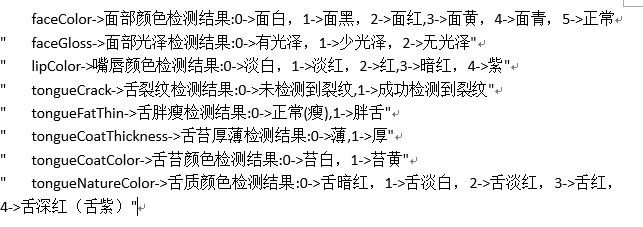 faceColor->面部颜色检测结果:0->面白，1->面黑，2->面红,3->面黄，4->面青，5->正常
"	faceGloss->面部光泽检测结果:0->有光泽，1->少光泽，2->无光泽"
"	lipColor->嘴唇颜色检测结果:0->淡白，1->淡红，2->红,3->暗红，4->紫"
"	tongueCrack->舌裂纹检测结果:0->未检测到裂纹,1->成功检测到裂纹"
"	tongueFatThin->舌胖瘦检测结果:0->正常(瘦),1->胖舌"
"	tongueCoatThickness->舌苔厚薄检测结果:0->薄,1->厚"
"	tongueCoatColor->舌苔颜色检测结果:0->苔白，1->苔黄"
"	tongueNatureColor->舌质颜色检测结果:0->舌暗红，1->舌淡白，2->舌淡红，3->舌红，
4->舌深红（舌紫）"